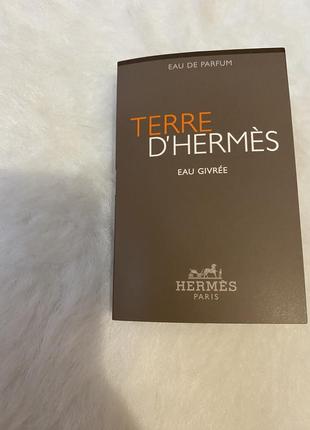 EAU DE PARFUM
TERRE
D'HERMÈS
EAU GIVRÉE
HERMÈS
PARIS